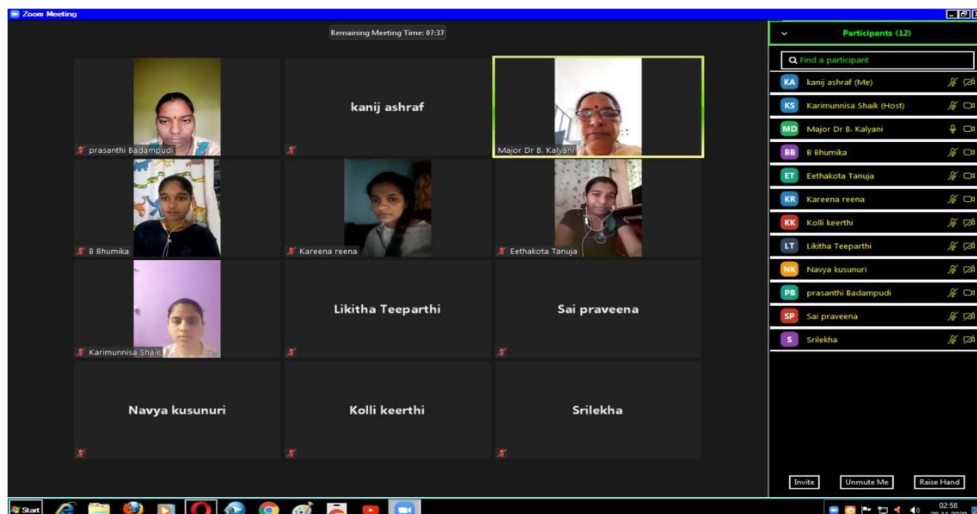 Zoom Meeting
Remaining Meeting Time: 07:37
prasanthi Badampudi
kanij ashraf
Major Dr B. Kalyani
B Bhumika
Kareena reena
Eethakota Tanuja
Karimunnisa Shaik
Likitha Teeparthi
Sai praveena
Navya kusunuri
Kolli keerthi
Srilekha
Participants (12)
Find a participant
KA kanij ashraf (Me)
KS Karimunnisa Shaik (Host)
MD Major Dr B. Kalyani
BB B Bhumika
ET Eethakota Tanuja
KR Kareena reena
KK Kolli keerthi
LT Likitha Teeparthi
NK Navya kusunuri
PB prasanthi Badampudi
SP Sai praveena
S Srilekha
Invite Unmute Me Raise Hand
Start
02:58